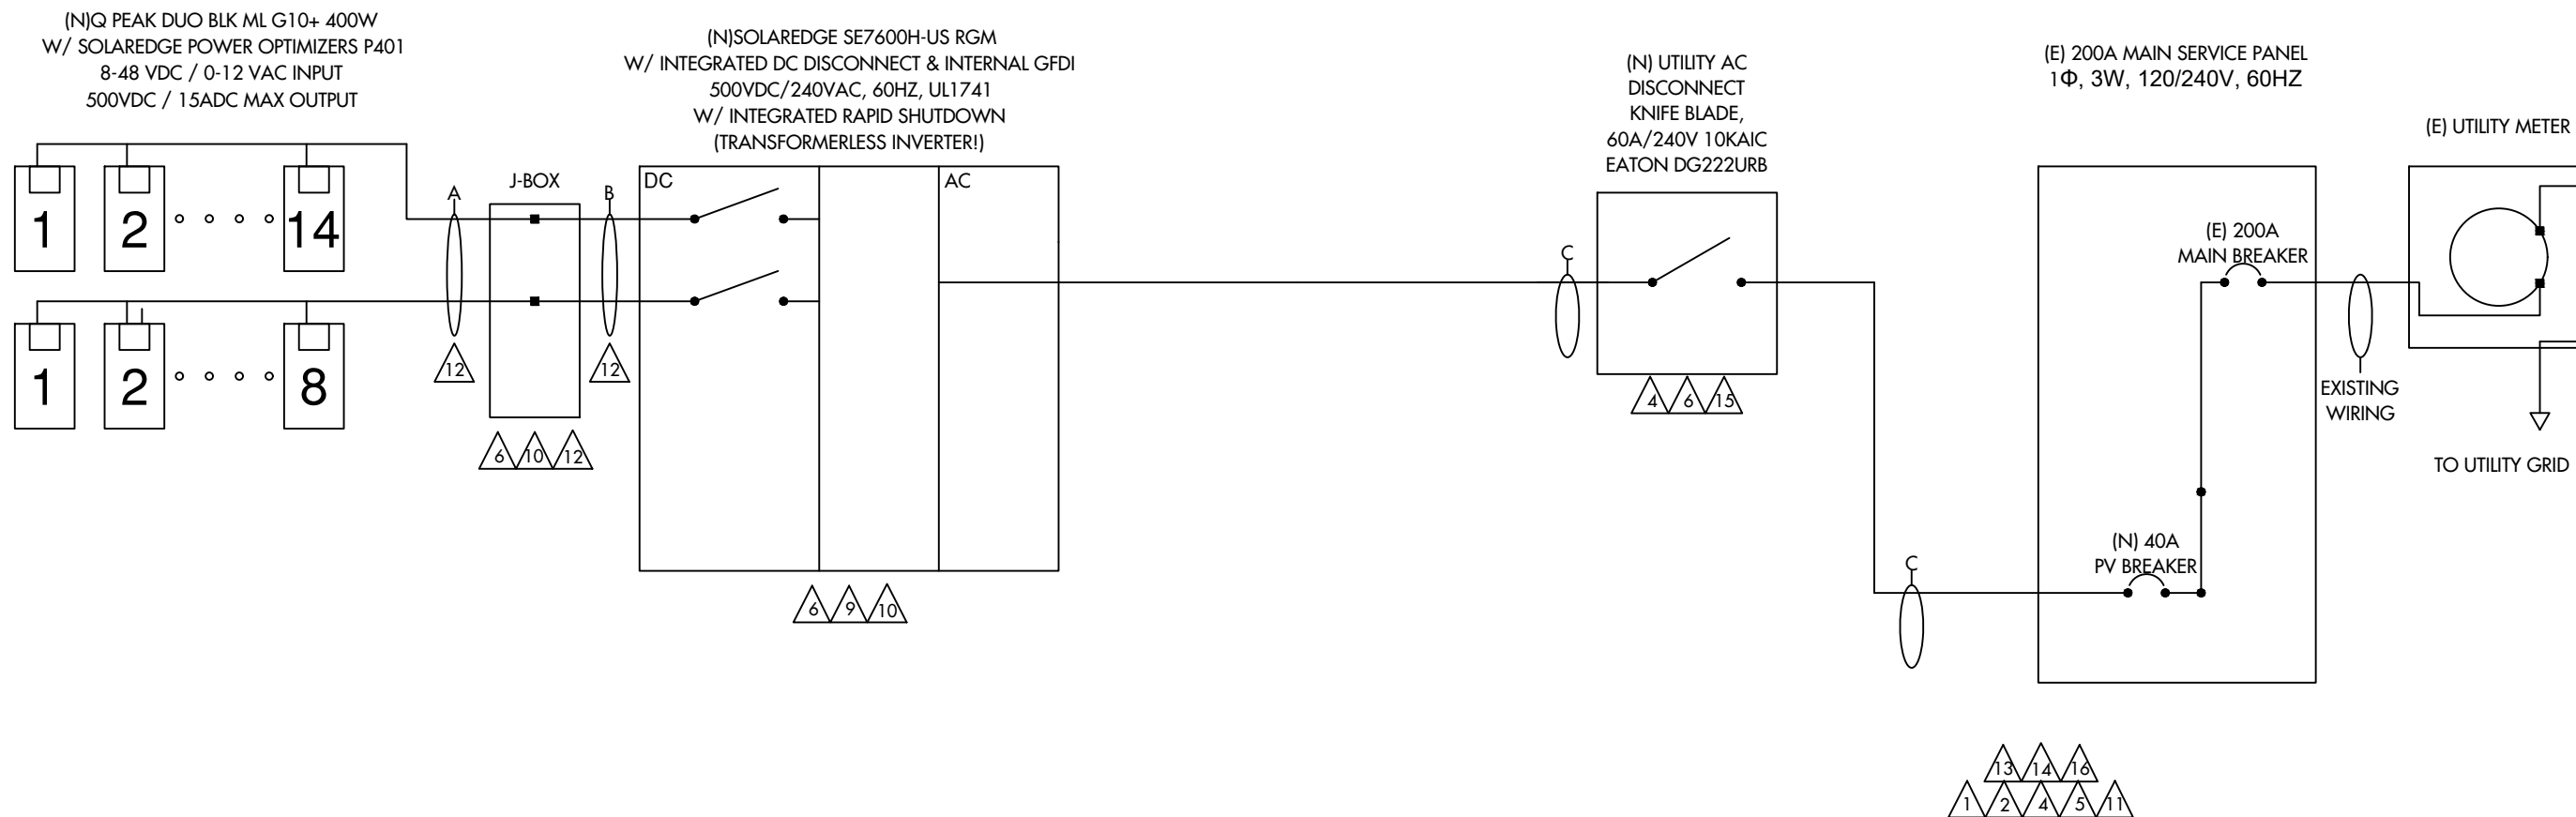 (N)Q PEAK DUO BLK ML G10+ 400W
W/ SOLAREDGE POWER OPTIMIZERS P401
8-48 VDC / 0-12 VAC INPUT
500VDC / 15ADC MAX OUTPUT
(N)SOLAREDGE SE7600H-US RGM
W/ INTEGRATED DC DISCONNECT & INTERNAL GFDI
500VDC/240VAC, 60HZ, UL1741
W/ INTEGRATED RAPID SHUTDOWN
(TRANSFORMERLESS INVERTER!)
(N) UTILITY AC
DISCONNECT
KNIFE BLADE,
60A/240V 10KAIC
EATON DG222URB
(E) 200A MAIN SERVICE PANEL
1Φ, 3W, 120/240V, 60HZ
(E) UTILITY METER
1 2 14
A
J-BOX
B
DC
AC
1 2 8
12
12
6 10 12
6 9 10
C
4 6 15
C
(E) 200A
MAIN BREAKER
(N) 40A
PV BREAKER
EXISTING
WIRING
TO UTILITY GRID
13 14 16
1 2 4 5 11